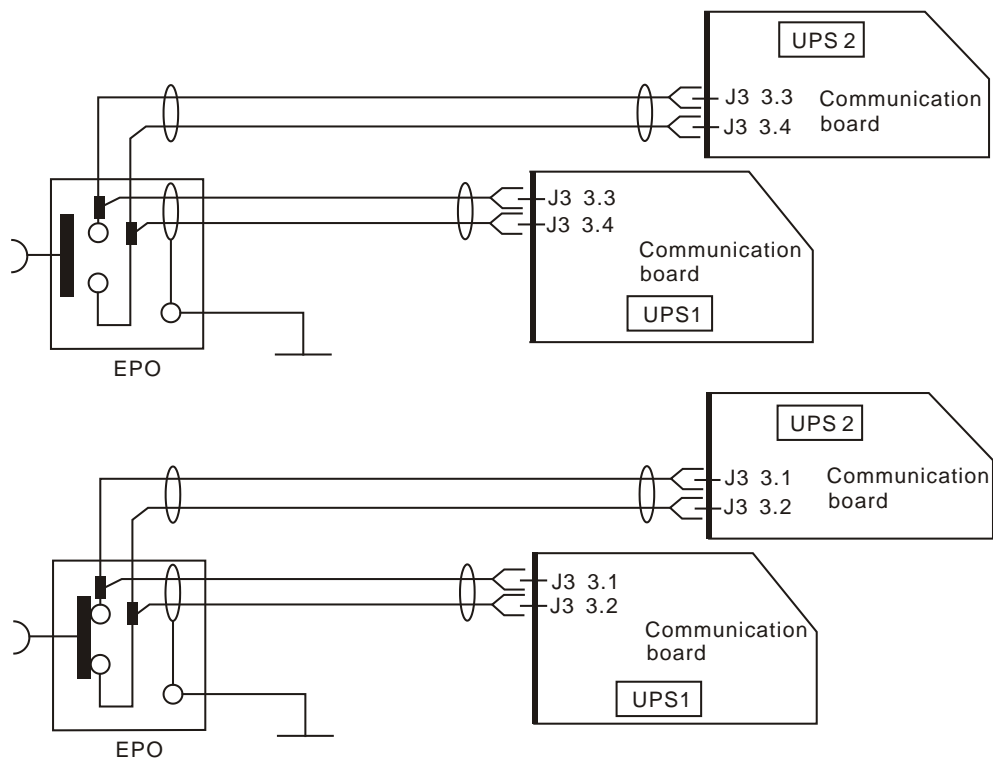 UPS 2
J3 3.3 Communication
J3 3.4 board
J3 3.3
J3 3.4
Communication
board
UPS1
EPO
UPS 2
J3 3.1 Communication
J3 3.2 board
J3 3.1
J3 3.2
Communication
board
UPS1
EPO